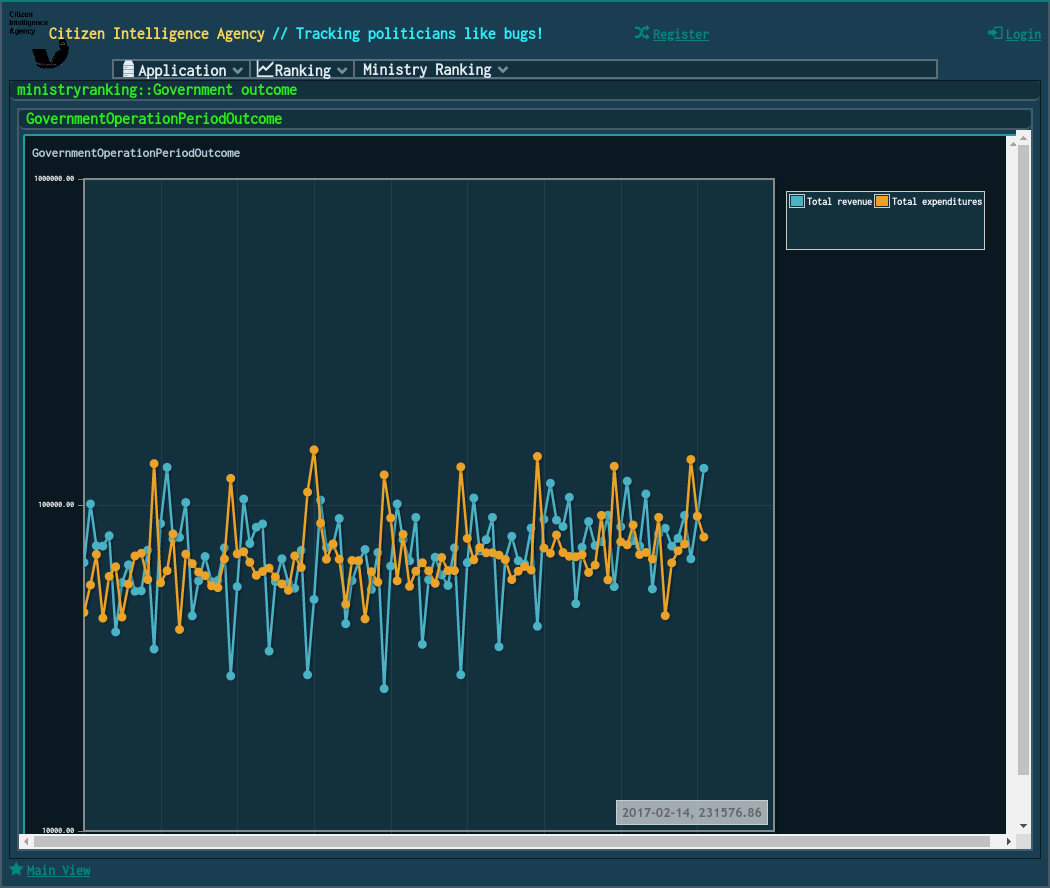 Citizen
Intelligence
Agency
Citizen Intelligence Agency // Tracking politicians like bugs!
Register
Login
Application
Ranking
Ministry Ranking
ministryranking::Government outcome
GovernmentOperationPeriodOutcome
GovernmentOperationPeriodOutcome
1000000.00
Total revenue
Total expenditures
100000.00
2017-02-14, 231576.86
10000.00
Main View